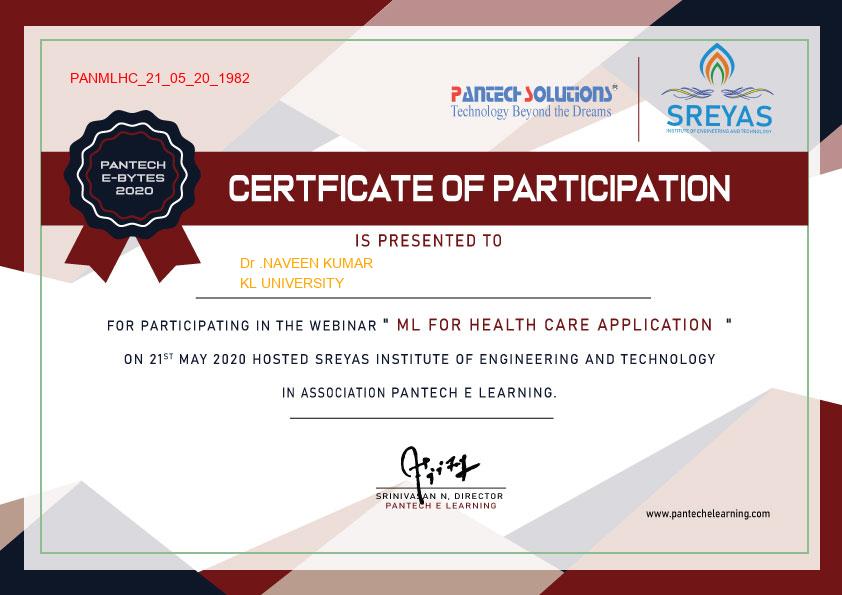 PANMLHC_21_05_20_1982
PANTECH SOLUTIONS®
Technology Beyond the Dreams
SREYAS
INSTITUTE OF ENGINEERING AND TECHNOLOGY
PANTECH
E-BYTES
2020
CERTFICATE OF PARTICIPATION
IS PRESENTED TO
Dr .NAVEEN KUMAR
KL UNIVERSITY
FOR PARTICIPATING IN THE WEBINAR " ML FOR HEALTH CARE APPLICATION "
ON 21ST MAY 2020 HOSTED SREYAS INSTITUTE OF ENGINEERING AND TECHNOLOGY
IN ASSOCIATION PANTECH E LEARNING.
SRINIVASAN N, DIRECTOR
PANTECH E LEARNING
www.pantechelearning.com